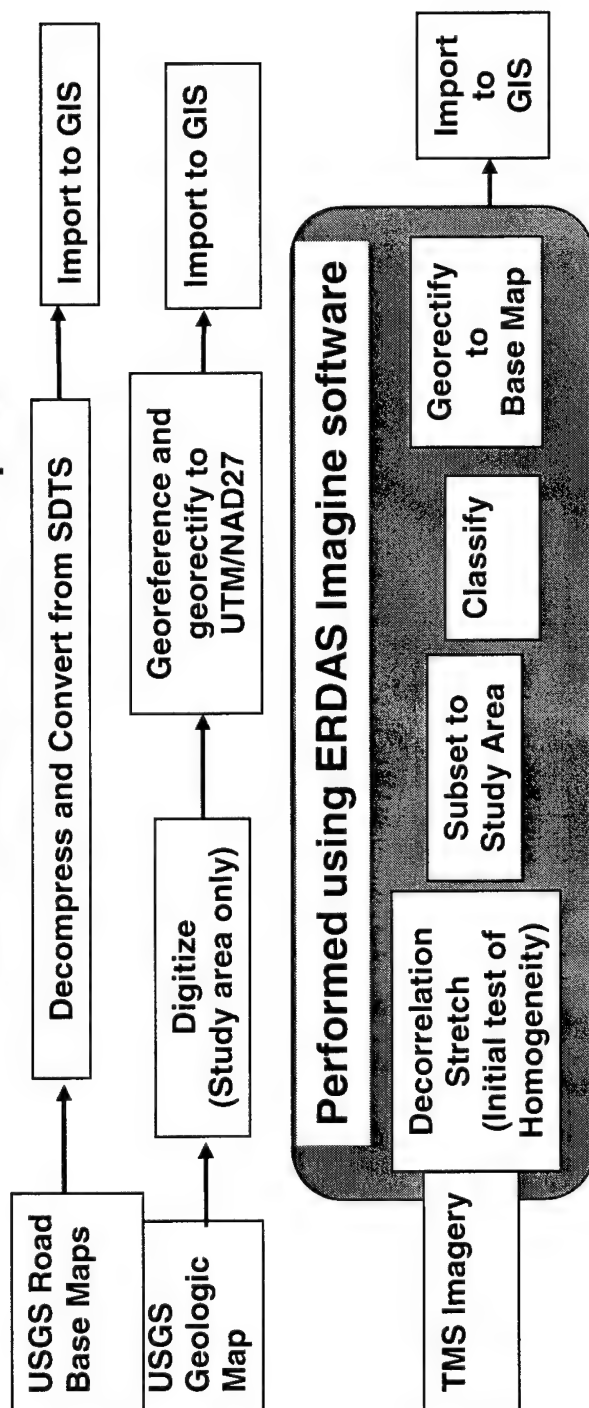 USGS Road
Base Maps
Decompress and Convert from SDTS
Import to GIS
USGS
Geologic
Map
Digitize
(Study area only)
Georeference and
georectify to
UTM/NAD27
Import to GIS
Performed using ERDAS Imagine software
TMS Imagery
Decorrelation
Stretch
(Initial test of
Homogeneity)
Subset to
Study Area
Classify
Georectify
to
Base Map
Import
to
GIS